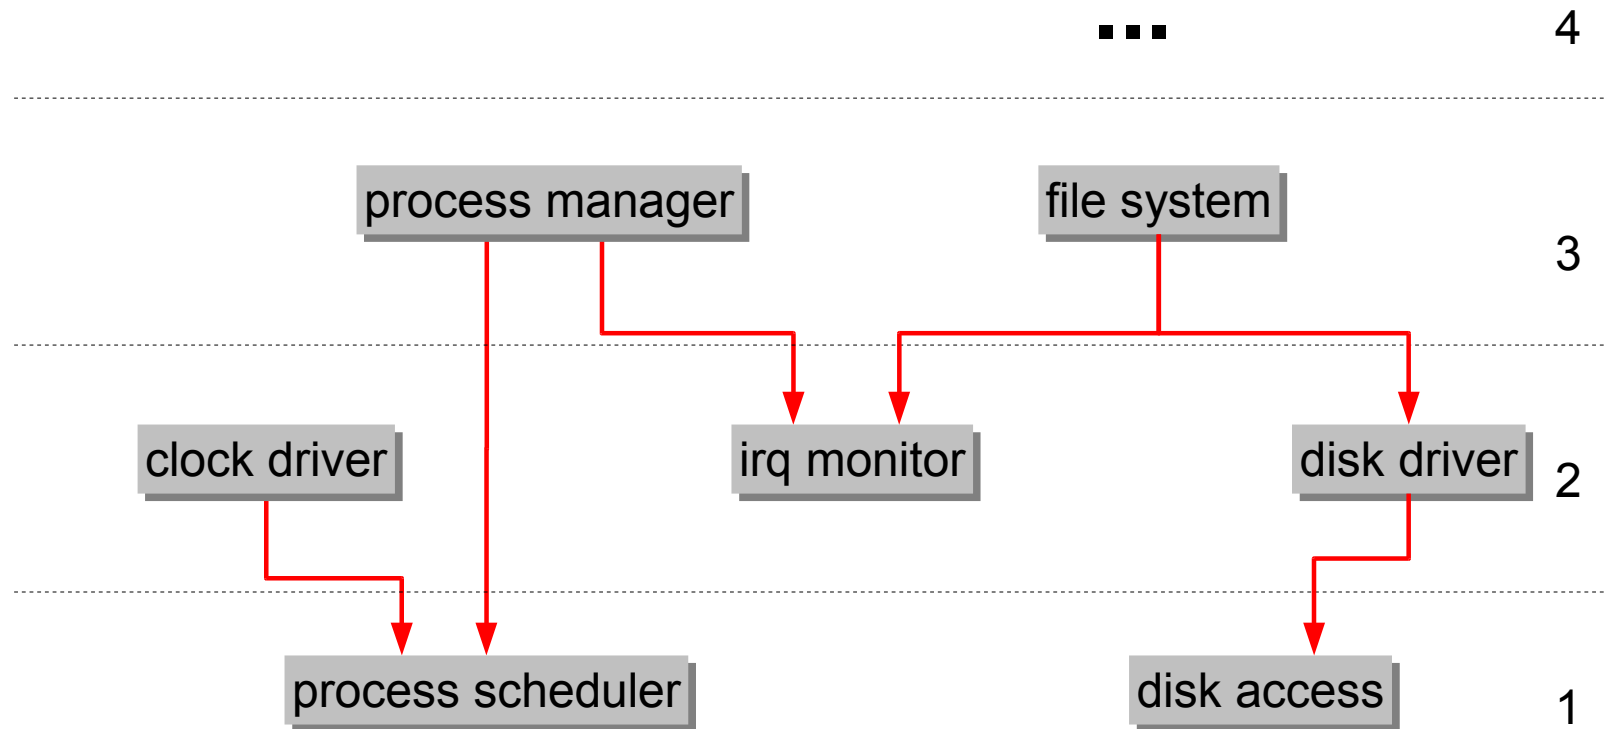 ... 4
process manager file system
3
clock driver irq monitor disk driver 2
process scheduler disk access 1